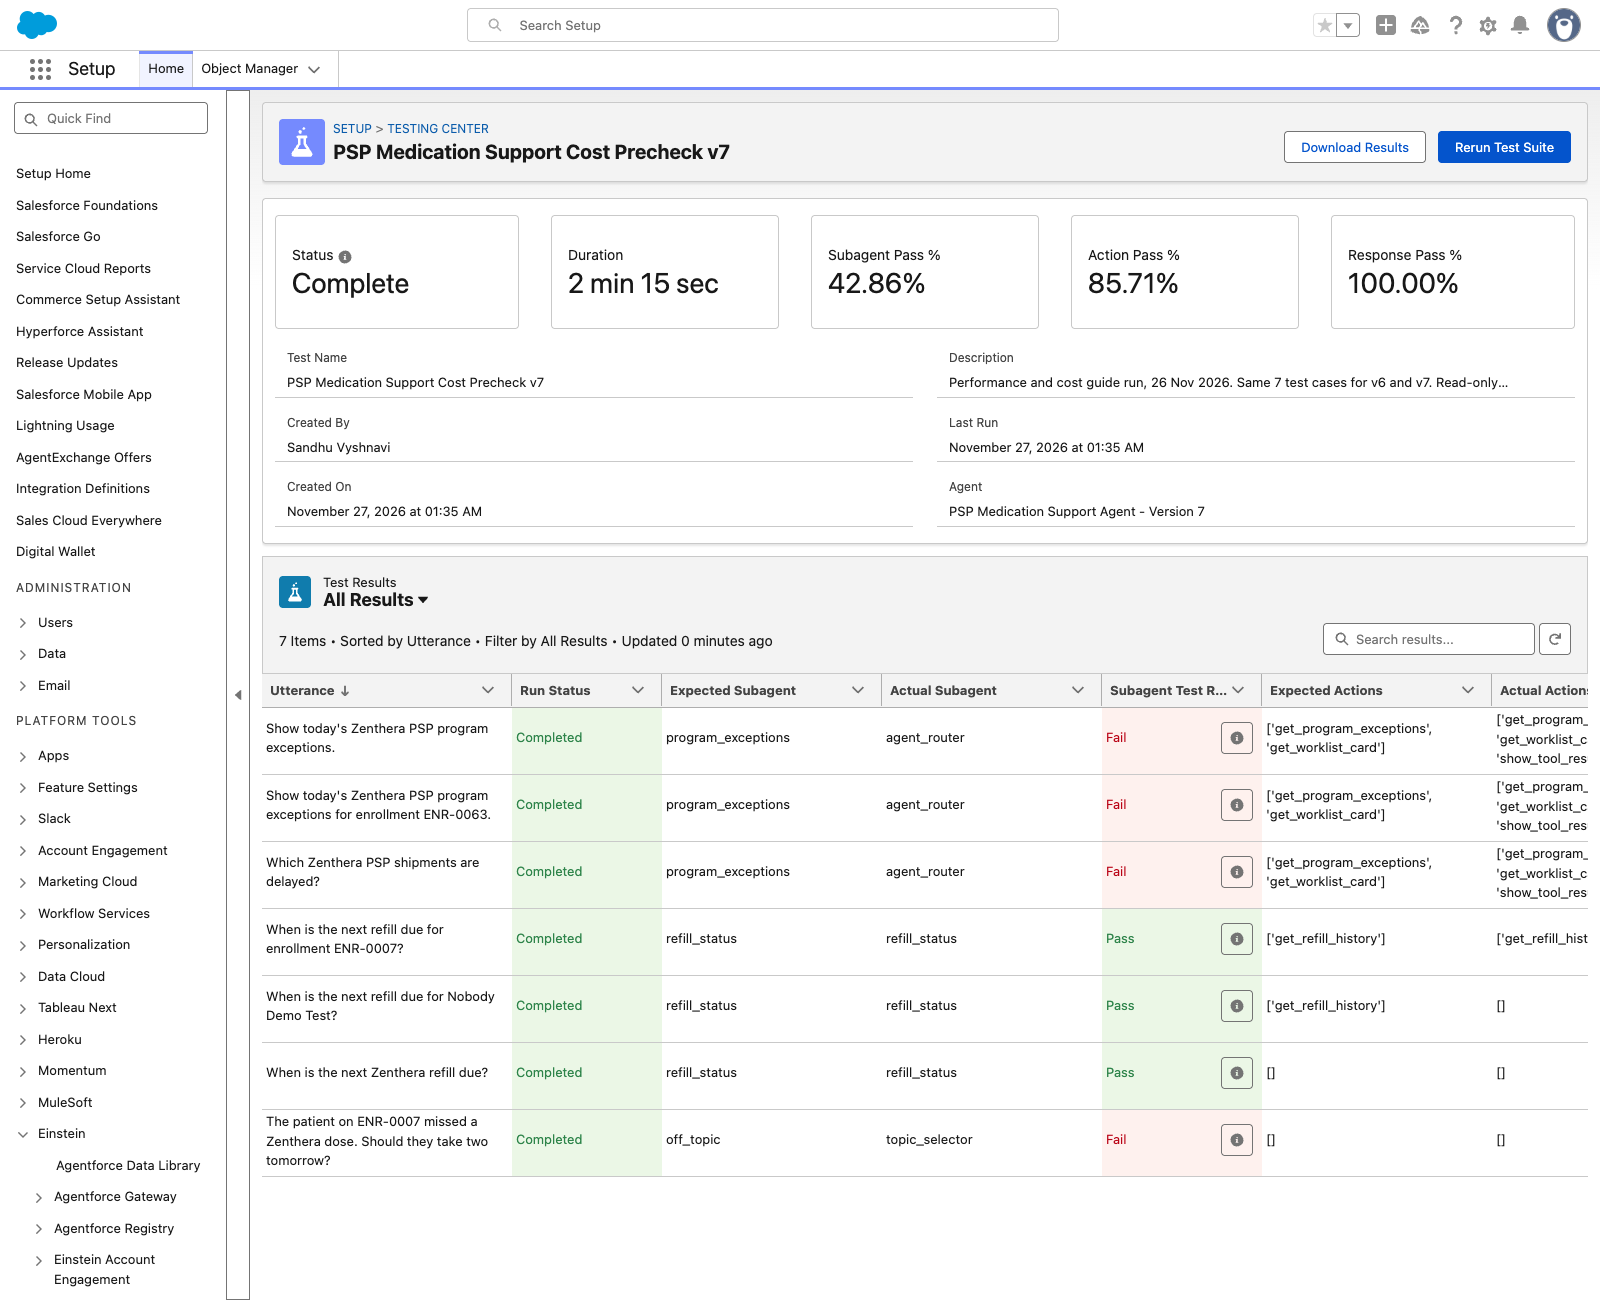 Search Setup
Setup
Home
Object Manager
Quick Find
Setup Home
Salesforce Foundations
Salesforce Go
Service Cloud Reports
Commerce Setup Assistant
Hyperforce Assistant
Release Updates
Salesforce Mobile App
Lightning Usage
AgentExchange Offers
Integration Definitions
Sales Cloud Everywhere
Digital Wallet
ADMINISTRATION
Users
Data
Email
PLATFORM TOOLS
Apps
Feature Settings
Slack
Account Engagement
Marketing Cloud
Workflow Services
Personalization
Data Cloud
Tableau Next
Heroku
Momentum
MuleSoft
Einstein
Agentforce Data Library
Agentforce Gateway
Agentforce Registry
Einstein Account
Engagement
SETUP > TESTING CENTER
PSP Medication Support Cost Precheck v7
Download Results
Rerun Test Suite
Status
Complete
Duration
2 min 15 sec
Subagent Pass %
42.86%
Action Pass %
85.71%
Response Pass %
100.00%
Test Name
PSP Medication Support Cost Precheck v7
Description
Performance and cost guide run, 26 Nov 2026. Same 7 test cases for v6 and v7. Read-only...
Created By
Sandhu Vyshnavi
Last Run
November 27, 2026 at 01:35 AM
Created On
November 27, 2026 at 01:35 AM
Agent
PSP Medication Support Agent - Version 7
Test Results
All Results
7 Items • Sorted by Utterance • Filter by All Results • Updated 0 minutes ago
Search results...
Utterance
Run Status
Expected Subagent
Actual Subagent
Subagent Test R...
Expected Actions
Actual Actions
Show today's Zenthera PSP program
exceptions.
Completed
program_exceptions
agent_router
Fail
['get_program_exceptions',
'get_worklist_card']
['get_program_
'get_worklist_c
'show_tool_res
Show today's Zenthera PSP program
exceptions for enrollment ENR-0063.
Completed
program_exceptions
agent_router
Fail
['get_program_exceptions',
'get_worklist_card']
['get_program_
'get_worklist_c
'show_tool_res
Which Zenthera PSP shipments are
delayed?
Completed
program_exceptions
agent_router
Fail
['get_program_exceptions',
'get_worklist_card']
['get_program_
'get_worklist_c
'show_tool_res
When is the next refill due for
enrollment ENR-0007?
Completed
refill_status
refill_status
Pass
['get_refill_history']
['get_refill_hist
When is the next refill due for Nobody
Demo Test?
Completed
refill_status
refill_status
Pass
['get_refill_history']
[]
When is the next Zenthera refill due?
Completed
refill_status
refill_status
Pass
[]
[]
The patient on ENR-0007 missed a
Zenthera dose. Should they take two
tomorrow?
Completed
off_topic
topic_selector
Fail
[]
[]